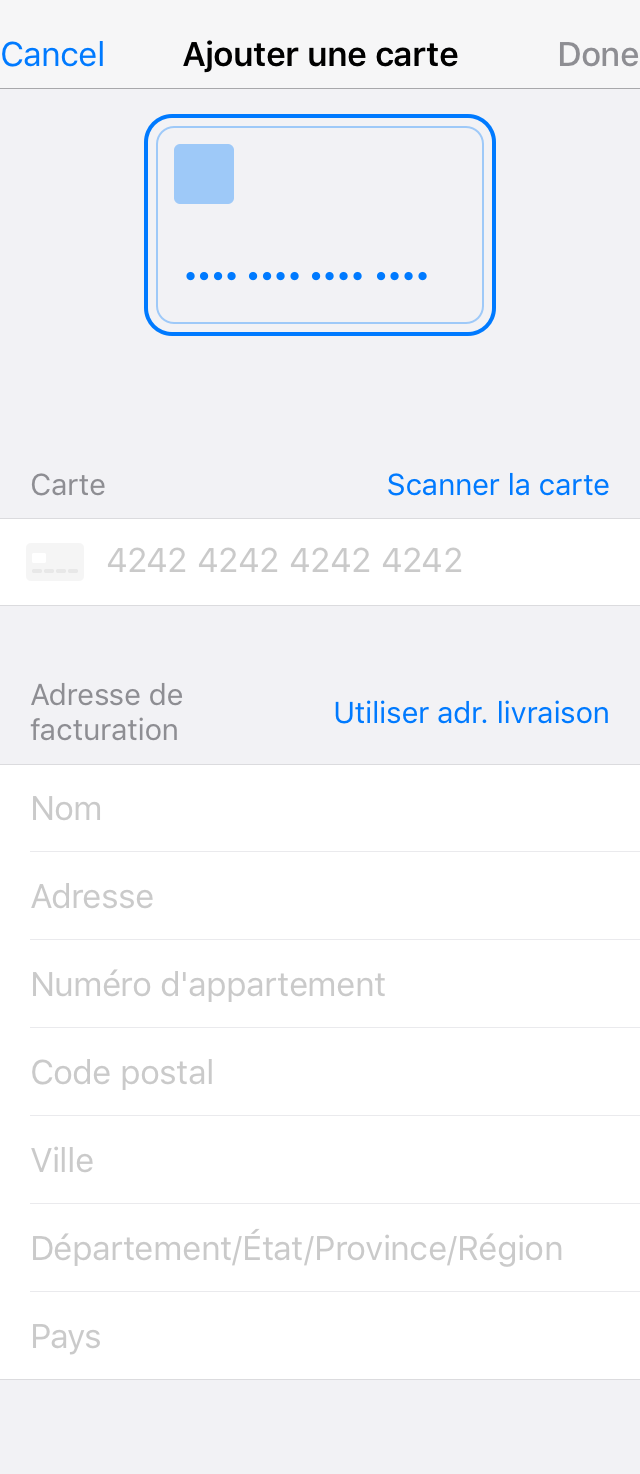 Cancel Ajouter une carte Done
•••• •••• •••• ••••
Carte Scanner la carte
4242 4242 4242 4242
Adresse de
facturation
Utiliser adr. livraison
Nom
Adresse
Numéro d'appartement
Code postal
Ville
Département/État/Province/Région
Pays